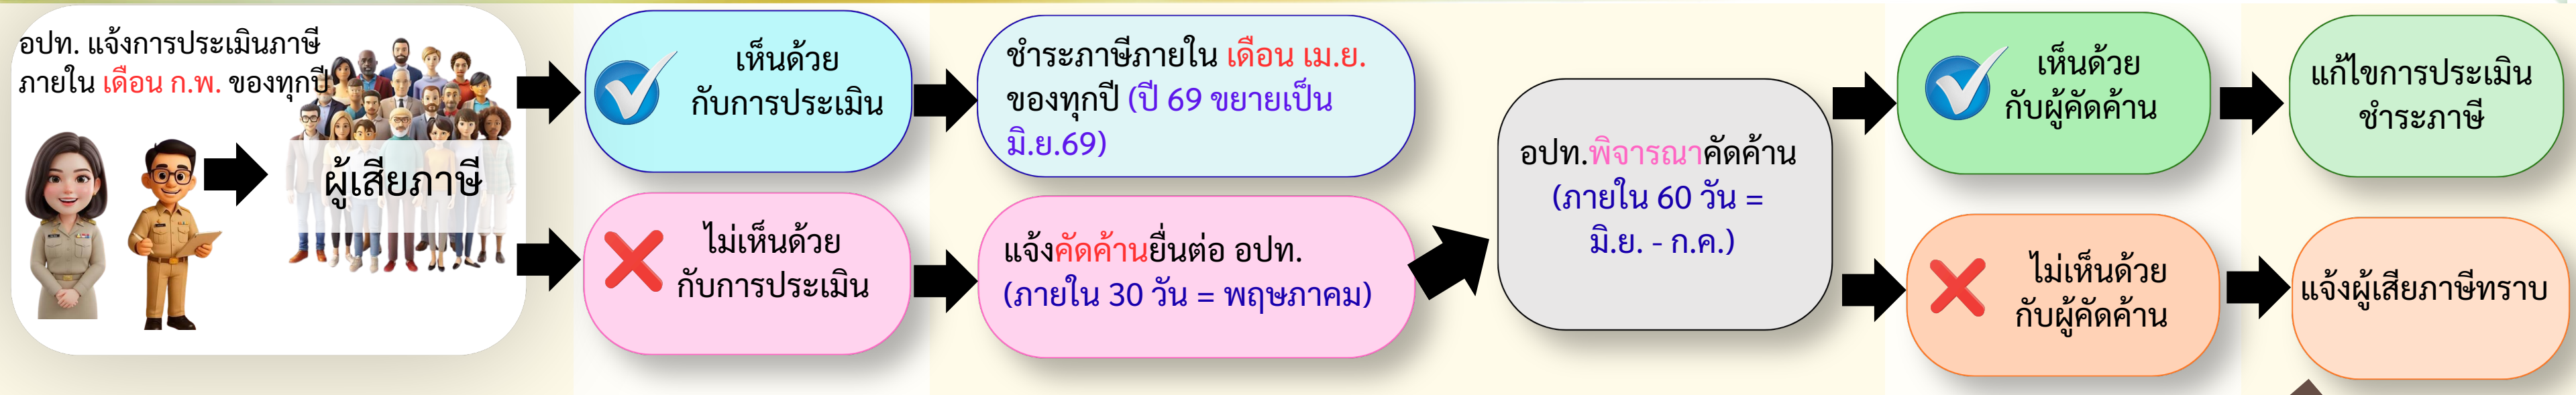 อปท. แจ้งการประเมินภาษี
ภายใน เดือน ก.พ. ของทุกปี
ผู้เสียภาษี
เห็นด้วย
กับการประเมิน
ชำระภาษีภายใน เดือน เม.ย.
ของทุกปี (ปี 69 ขยายเป็น
มิ.ย.69)
ไม่เห็นด้วย
กับการประเมิน
แจ้งคัดค้านยื่นต่อ อปท.
(ภายใน 30 วัน = พฤษภาคม)
อปท.พิจารณาคัดค้าน
(ภายใน 60 วัน =
มิ.ย. - ก.ค.)
เห็นด้วย
กับผู้คัดค้าน
แก้ไขการประเมิน
ชำระภาษี
ไม่เห็นด้วย
กับผู้คัดค้าน
แจ้งผู้เสียภาษีทราบ